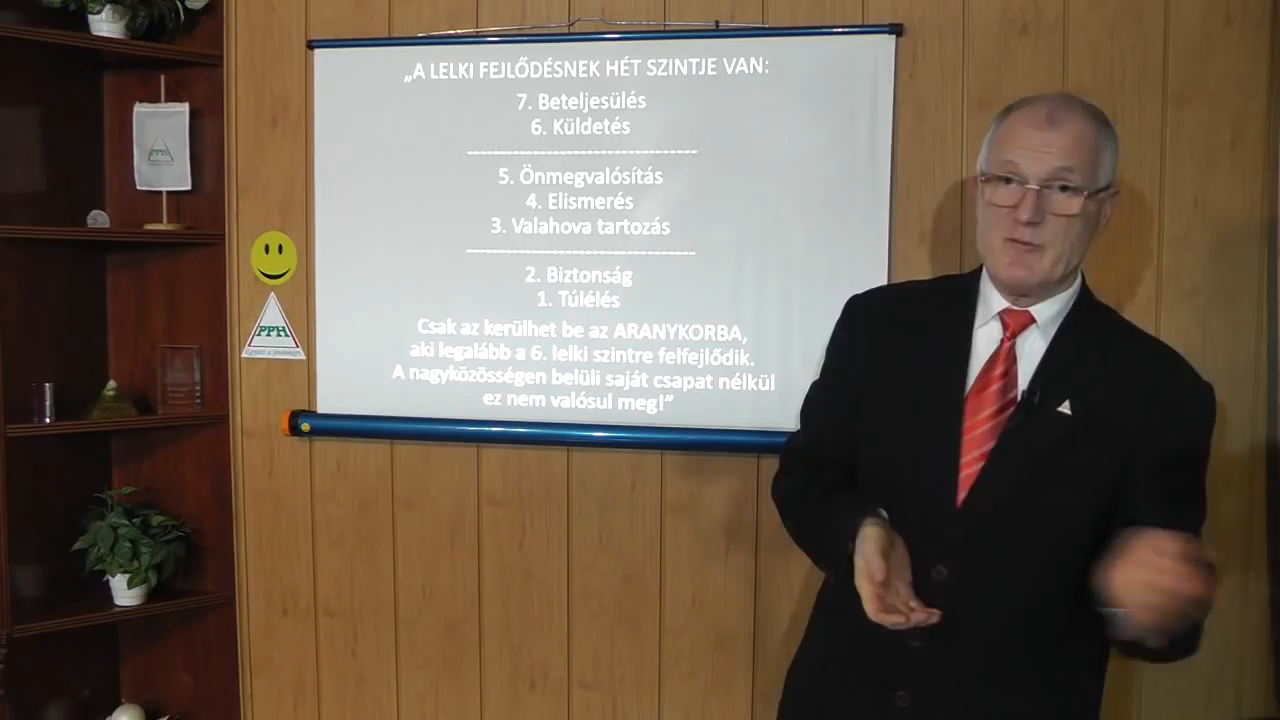 „A LELKI FEJLŐDÉSNEK HÉT SZINTJE VAN:
7. Beteljesülés
6. Küldetés
-----------------------------------
5. Önmegvalósítás
4. Elismerés
3. Valahova tartozás
-----------------------------------
2. Biztonság
1. Túlélés
Csak az kerülhet be az ARANYKORBA,
aki legalább a 6. lelki szintre felfejlődik.
A nagyközösségen belüli saját csapat nélkül
ez nem valósul meg!”
PPH
PPH